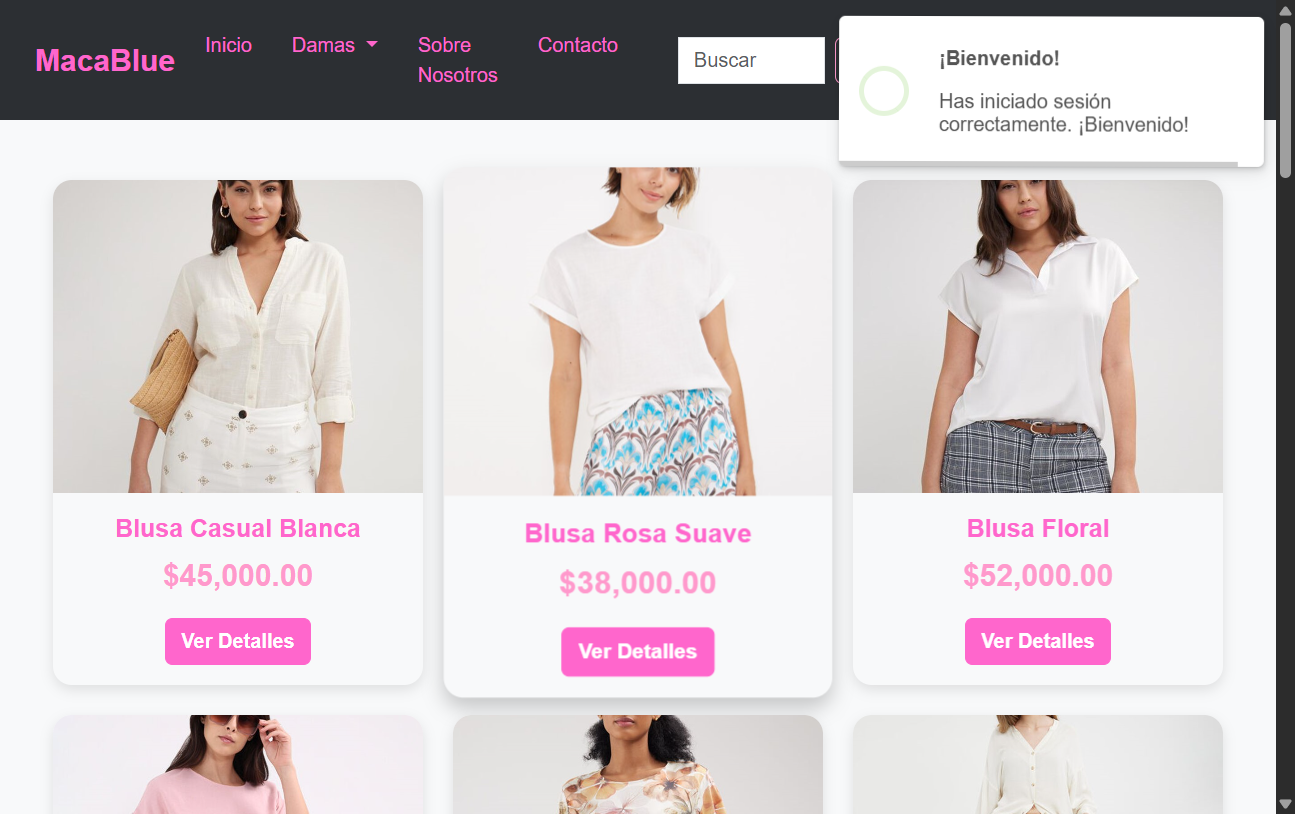 MacaBlue
Inicio
Damas
Sobre
Nosotros
Contacto
Buscar
¡Bienvenido!
Has iniciado sesión
correctamente. ¡Bienvenido!
Blusa Casual Blanca
$45,000.00
Ver Detalles
Blusa Rosa Suave
$38,000.00
Ver Detalles
Blusa Floral
$52,000.00
Ver Detalles